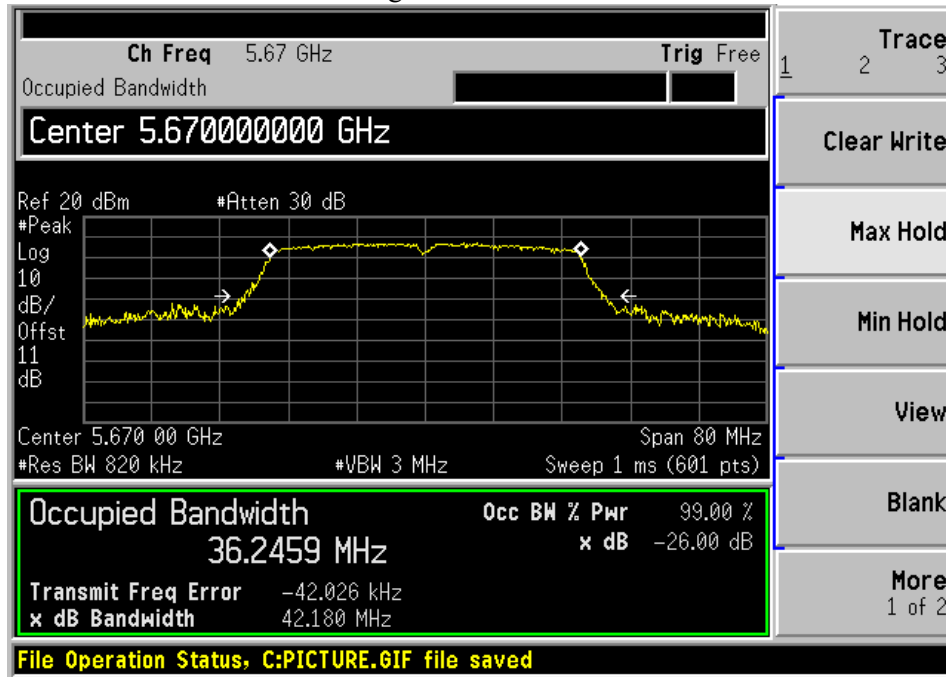 Ch Freq 5.67 GHz Trig Free
Occupied Bandwidth
Center 5.670000000 GHz
Ref 20 dBm #Atten 30 dB
#Peak
Log
10
dB/
Offst
11
dB
Center 5.670 00 GHz Span 80 MHz
#Res BW 820 kHz #VBW 3 MHz Sweep 1 ms (601 pts)
Occupied Bandwidth
36.2459 MHz
Occ BW % Pwr 99.00 %
x dB -26.00 dB
Transmit Freq Error -42.026 kHz
x dB Bandwidth 42.180 MHz
File Operation Status, C:PICTURE.GIF file saved
Trace
1 2 3
Clear Write
Max Hold
Min Hold
View
Blank
More
1 of 2